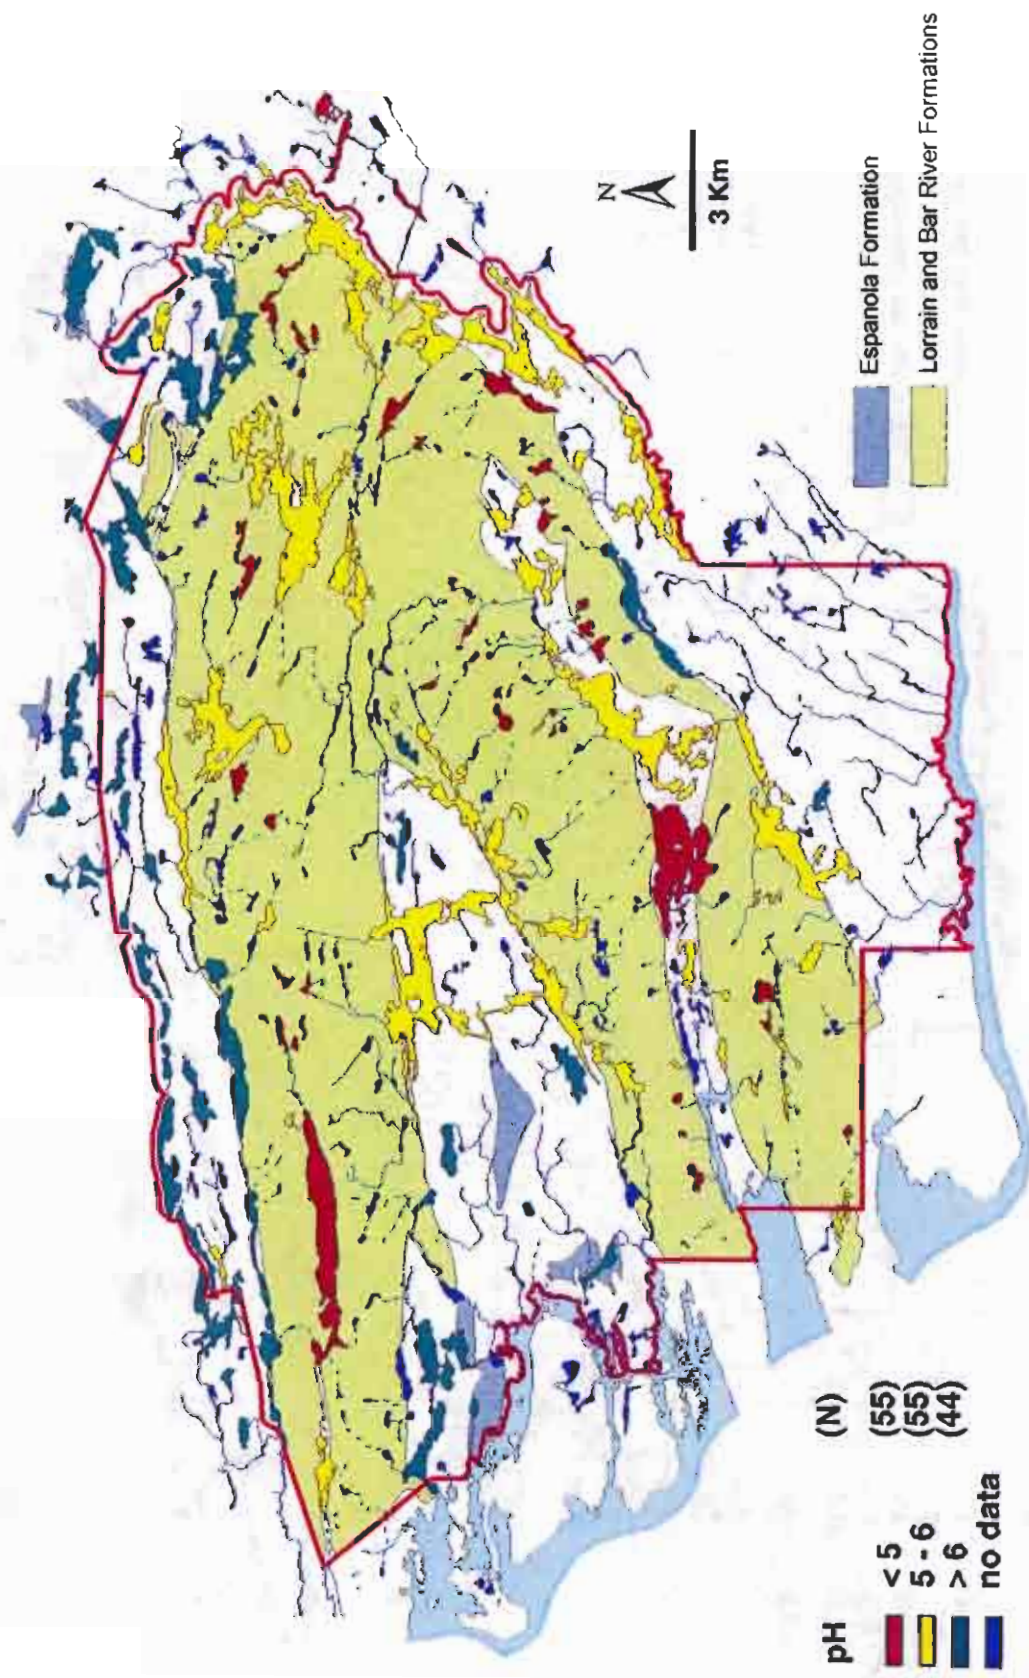 N
3 Km
Espanola Formation
Lorrain and Bar River Formations
pH (N)
< 5 (55)
5 - 6 (55)
> 6 (44)
no data